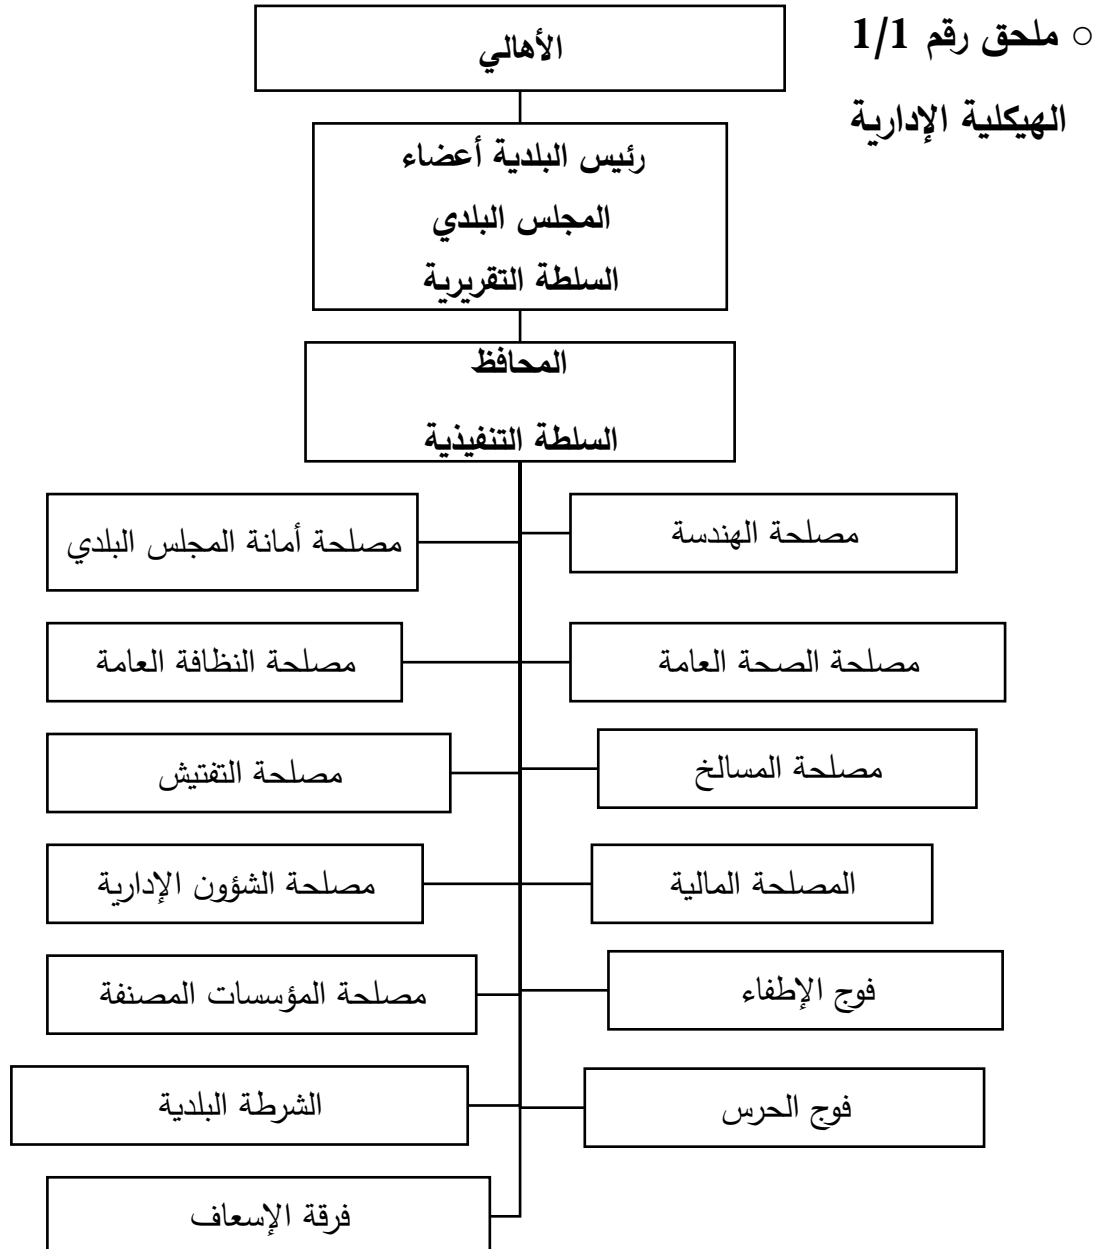 ○ ملحق رقم 1/1
الهيكلية الإدارية
الأهالي
رئيس البلدية أعضاء
المجلس البلدي
السلطة التقريرية
المحافظ
السلطة التنفيذية
مصلحة الهندسة
مصلحة أمانة المجلس البلدي
مصلحة الصحة العامة
مصلحة النظافة العامة
مصلحة المسالخ
مصلحة التفتيش
المصلحة المالية
مصلحة الشؤون الإدارية
فوج الإطفاء
مصلحة المؤسسات المصنفة
فوج الحرس
الشرطة البلدية
فرقة الإسعاف